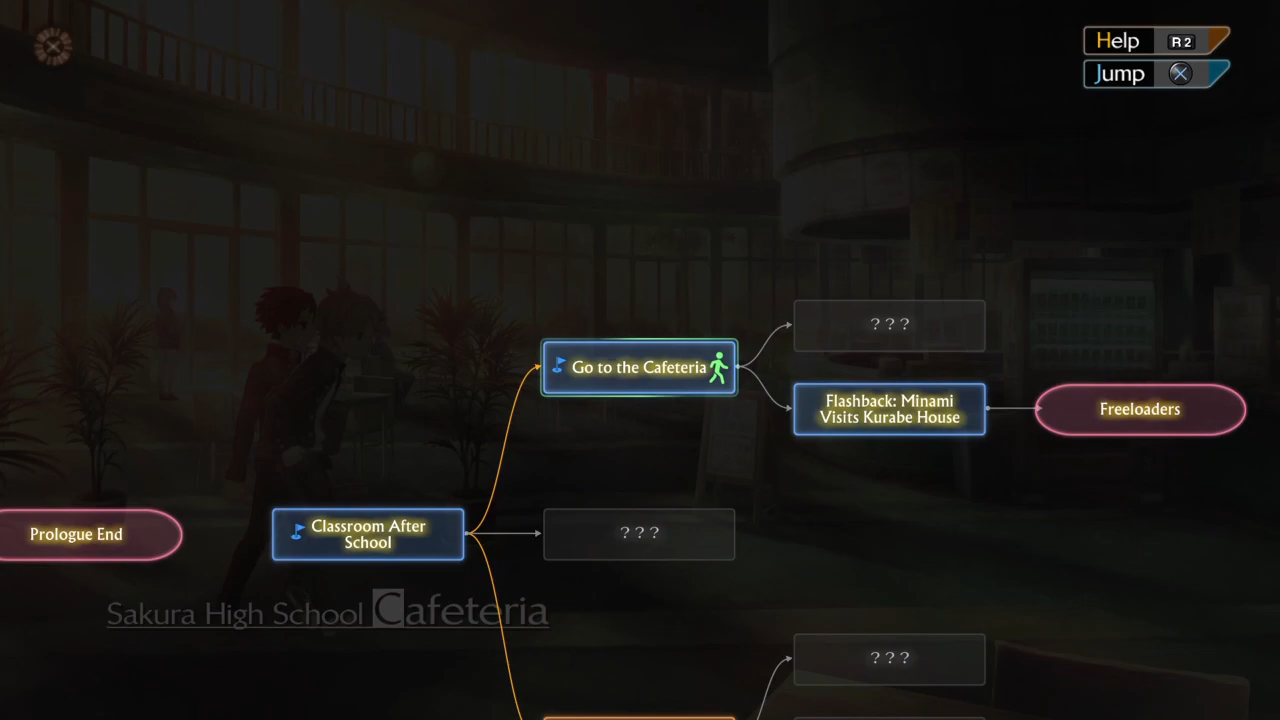 Help R2
Jump
? ? ?
Go to the Cafeteria
Flashback: Minami
Visits Kurabe House
Freeloaders
Prologue End
Classroom After
School
? ? ?
Sakura High School Cafeteria
? ? ?